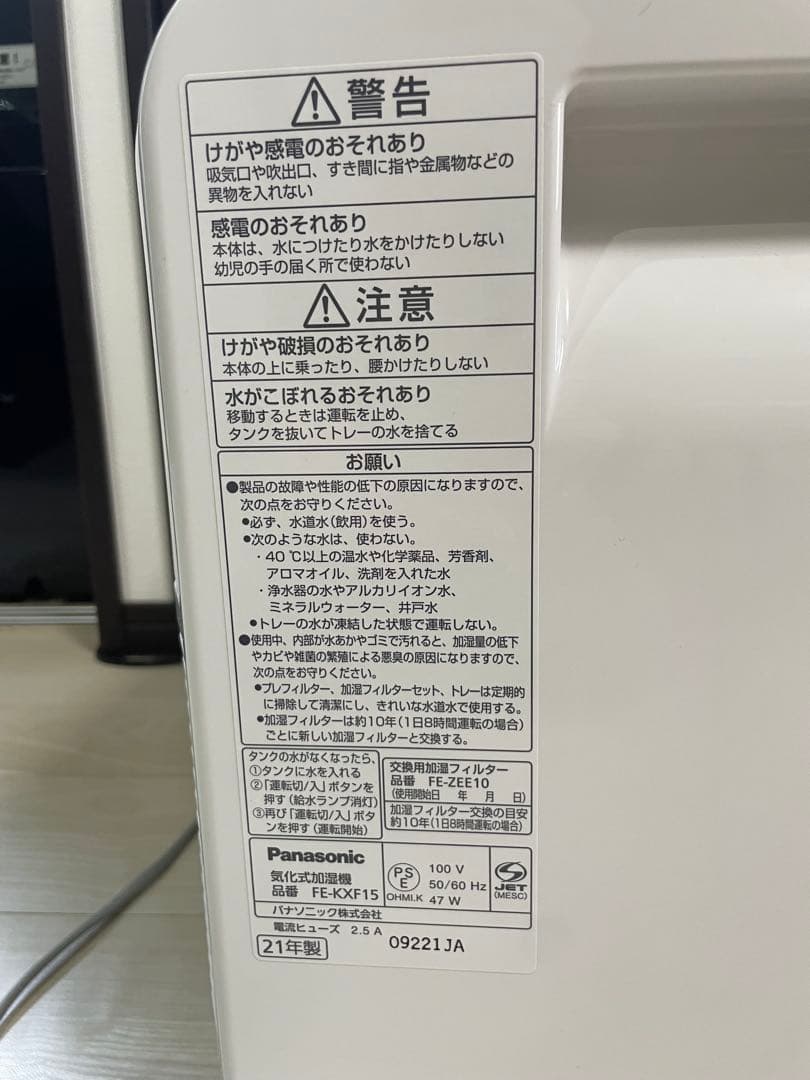 警告
けがや感電のおそれあり
吸気口や吹出口、すき間に指や金属物などの
異物を入れない
感電のおそれあり
本体は、水につけたり水をかけたりしない
幼児の手の届く所で使わない
注意
けがや破損のおそれあり
本体の上に乗ったり、腰かけたりしない
水がこぼれるおそれあり
移動するときは運転を止め、
タンクを抜いてトレーの水を捨てる
お願い
●製品の故障や性能の低下の原因になりますので、
次の点をお守りください。
●必ず、水道水(飲用)を使う。
●次のような水は、使わない。
・40 ℃以上の温水や化学薬品、芳香剤、
アロマオイル、洗剤を入れた水
・浄水器の水やアルカリイオン水、
ミネラルウォーター、井戸水
●トレーの水が凍結した状態で運転しない。
●使用中、内部が水あかやゴミで汚れると、加湿量の低下
やカビや雑菌の繁殖による悪臭の原因になりますので、
次の点をお守りください。
●プレフィルター、加湿フィルターセット、トレーは定期的
に掃除して清潔にし、きれいな水道水で使用する。
●加湿フィルターは約10年(1日8時間運転の場合)
ごとに新しい加湿フィルターと交換する。
タンクの水がなくなったら、
①タンクに水を入れる
②「運転切/入」ボタンを
押す(給水ランプ消灯)
③再び「運転切/入」ボタ
ンを押す(運転開始)
交換用加湿フィルター
品番 FE-ZEE10
(使用開始日 年 月 日)
加湿フィルター交換の目安
約10年(1日8時間運転の場合)
Panasonic
気化式加湿機
品番 FE-KXF15
PS
E
OHMI.K
100 V
50/60 Hz
47 W
JET
(MESC)
パナソニック株式会社
電流ヒューズ 2.5 A
21年製
09221JA